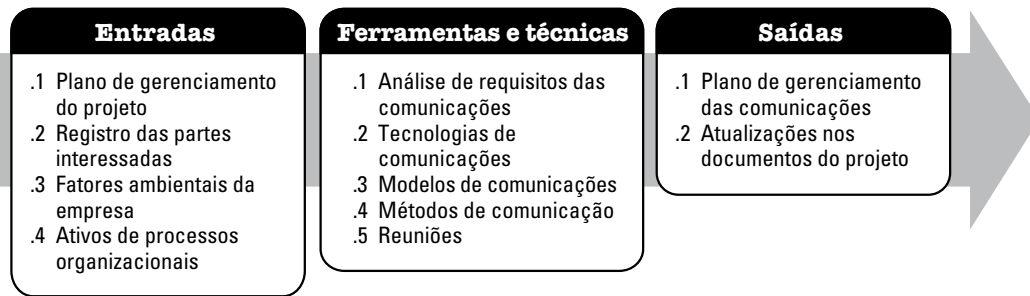 Entradas
.1 Plano de gerenciamento
do projeto
.2 Registro das partes
interessadas
.3 Fatores ambientais da
empresa
.4 Ativos de processos
organizacionais
Ferramentas e técnicas
.1 Análise de requisitos das
comunicações
.2 Tecnologias de
comunicações
.3 Modelos de comunicações
.4 Métodos de comunicação
.5 Reuniões
Saídas
.1 Plano de gerenciamento
das comunicações
.2 Atualizações nos
documentos do projeto